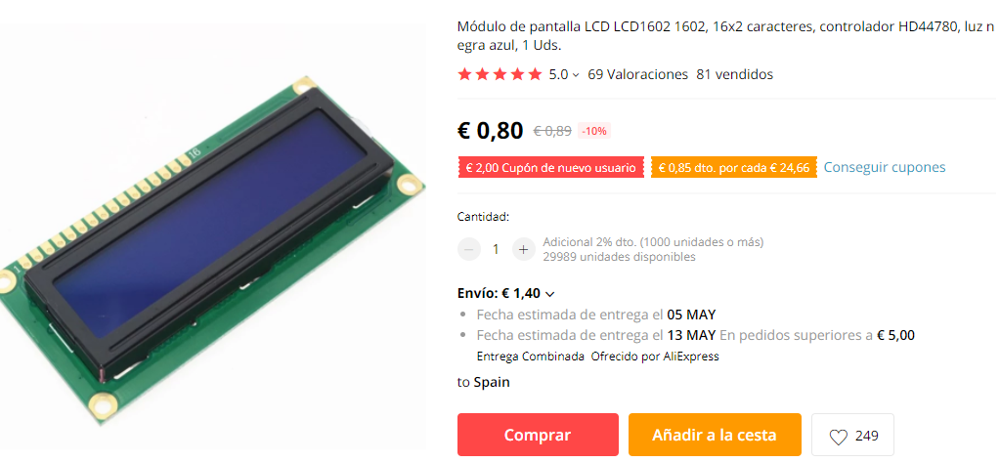 Módulo de pantalla LCD LCD1602 1602, 16x2 caracteres, controlador HD44780, luz n
egra azul, 1 Uds.
5.0 69 Valoraciones 81 vendidos
€ 0,80 € 0,89 -10%
€ 2,00 Cupón de nuevo usuario € 0,85 dto. por cada € 24,66 Conseguir cupones
Cantidad:
1 Adicional 2% dto. (1000 unidades o más)
29989 unidades disponibles
Envío: € 1,40
Fecha estimada de entrega el 05 MAY
Fecha estimada de entrega el 13 MAY En pedidos superiores a € 5,00
Entrega Combinada Ofrecido por AliExpress
to Spain
Comprar Añadir a la cesta 249
16
1